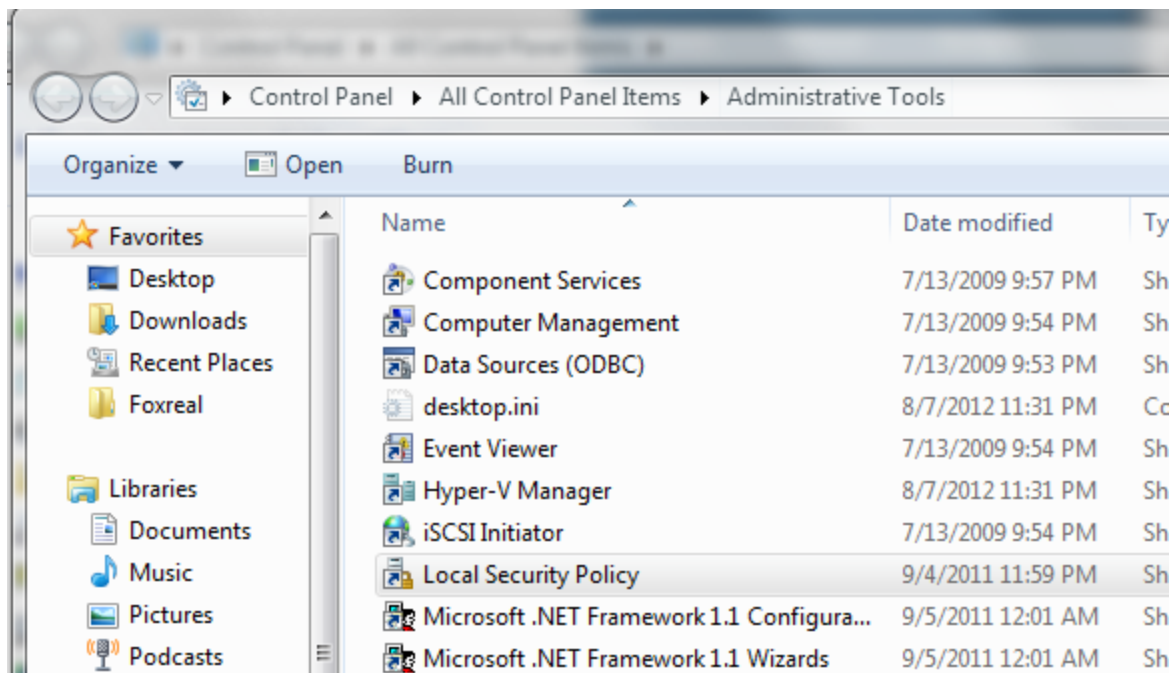 Control Panel All Control Panel Items Administrative Tools
Organize Open Burn
Favorites
Desktop
Downloads
Recent Places
Foxreal
Libraries
Documents
Music
Pictures
Podcasts
Name Date modified Ty
Component Services 7/13/2009 9:57 PM Sh
Computer Management 7/13/2009 9:54 PM Sh
Data Sources (ODBC) 7/13/2009 9:53 PM Sh
desktop.ini 8/7/2012 11:31 PM Co
Event Viewer 7/13/2009 9:54 PM Sh
Hyper-V Manager 8/7/2012 11:31 PM Sh
iSCSI Initiator 7/13/2009 9:54 PM Sh
Local Security Policy 9/4/2011 11:59 PM Sh
Microsoft .NET Framework 1.1 Configura... 9/5/2011 12:01 AM Sh
Microsoft .NET Framework 1.1 Wizards 9/5/2011 12:01 AM Sh